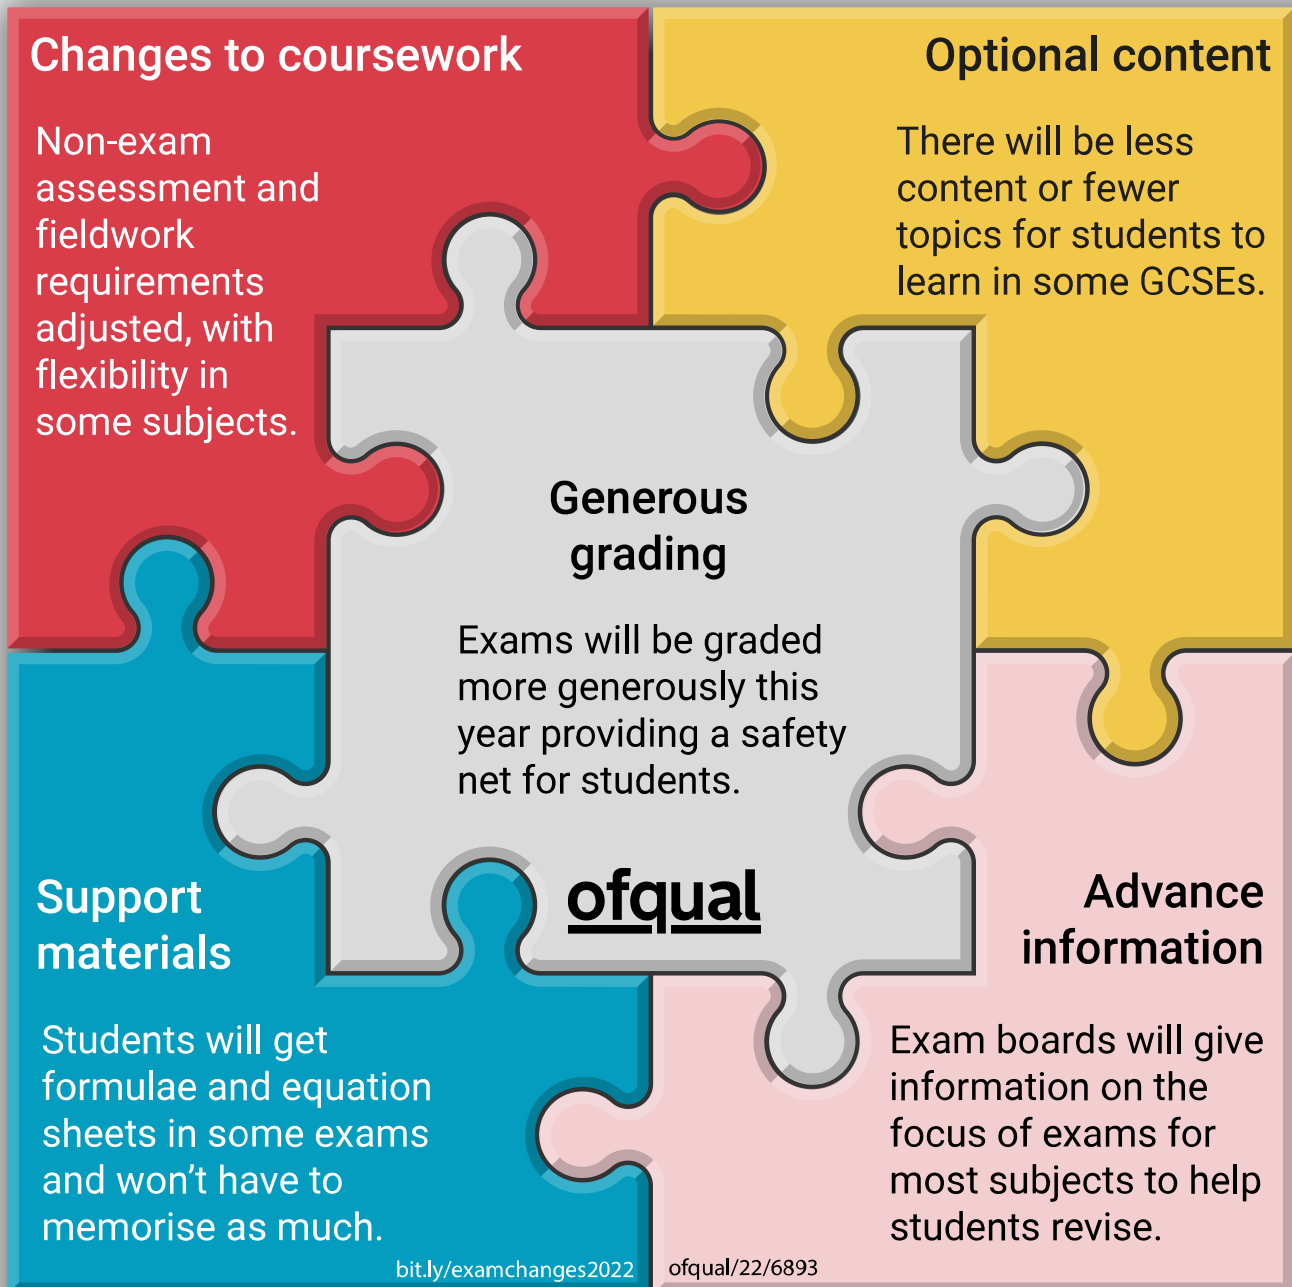 Changes to coursework
Non-exam
assessment and
fieldwork
requirements
adjusted, with
flexibility in
some subjects.
Optional content
There will be less
content or fewer
topics for students to
learn in some GCSEs.
Generous
grading
Exams will be graded
more generously this
year providing a safety
net for students.
ofqual
Support
materials
Students will get
formulae and equation
sheets in some exams
and won't have to
memorise as much.
bit.ly/examchanges2022
Advance
information
Exam boards will give
information on the
focus of exams for
most subjects to help
students revise.
ofqual/22/6893